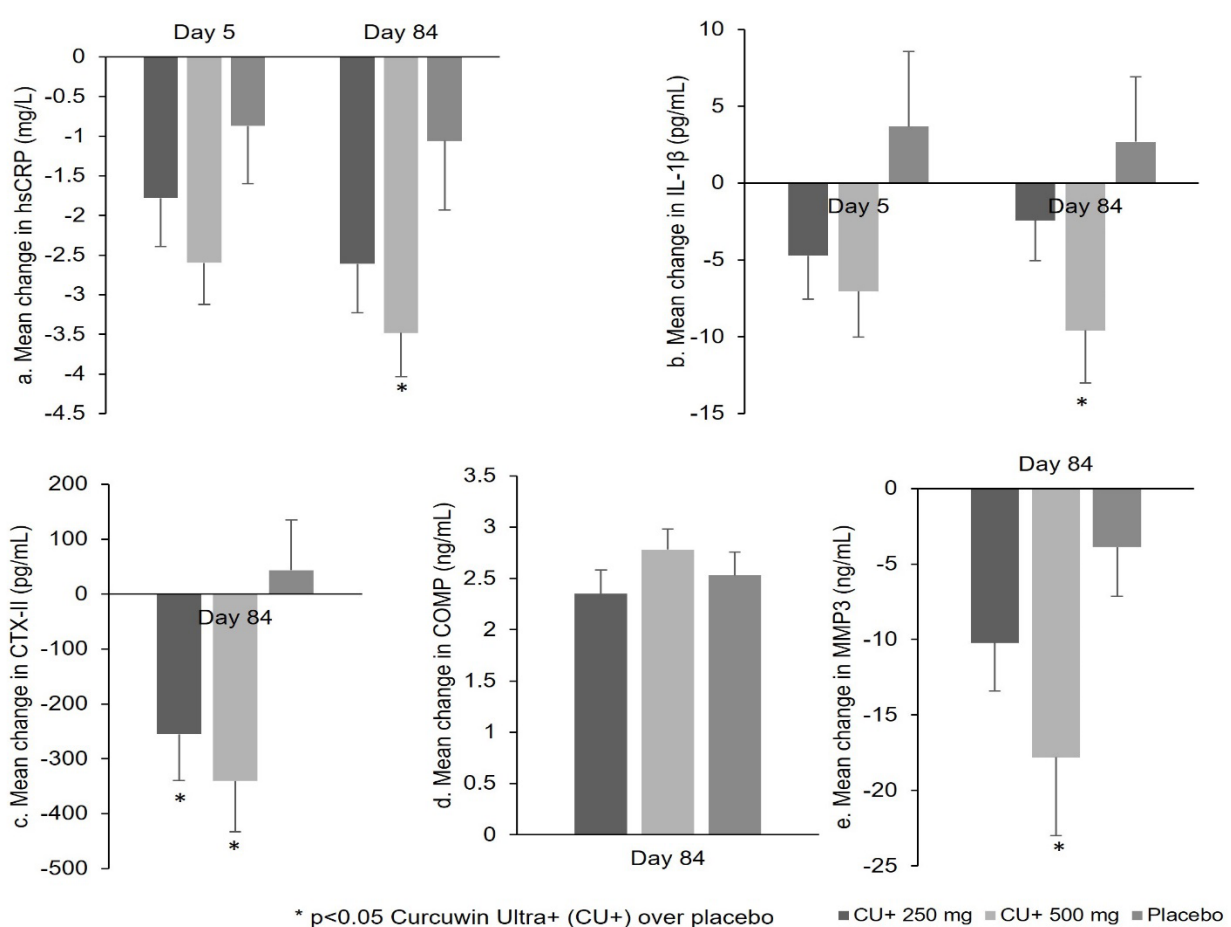 Day 5
Day 84
0
-0.5
-1
-1.5
-2
-2.5
-3
-3.5
-4
-4.5
a. Mean change in hsCRP (mg/L)
*
10
5
0
-5
-10
-15
b. Mean change in IL-1β (pg/mL)
Day 5
Day 84
*
200
100
0
-100
-200
-300
-400
-500
c. Mean change in CTX-II (pg/mL)
Day 84
*
*
3.5
3
2.5
2
1.5
1
0.5
0
d. Mean change in COMP (ng/mL)
Day 84
Day 84
0
-5
-10
-15
-20
-25
e. Mean change in MMP3 (ng/mL)
*
* p<0.05 Curcuwin Ultra+ (CU+) over placebo
CU+ 250 mg
CU+ 500 mg
Placebo